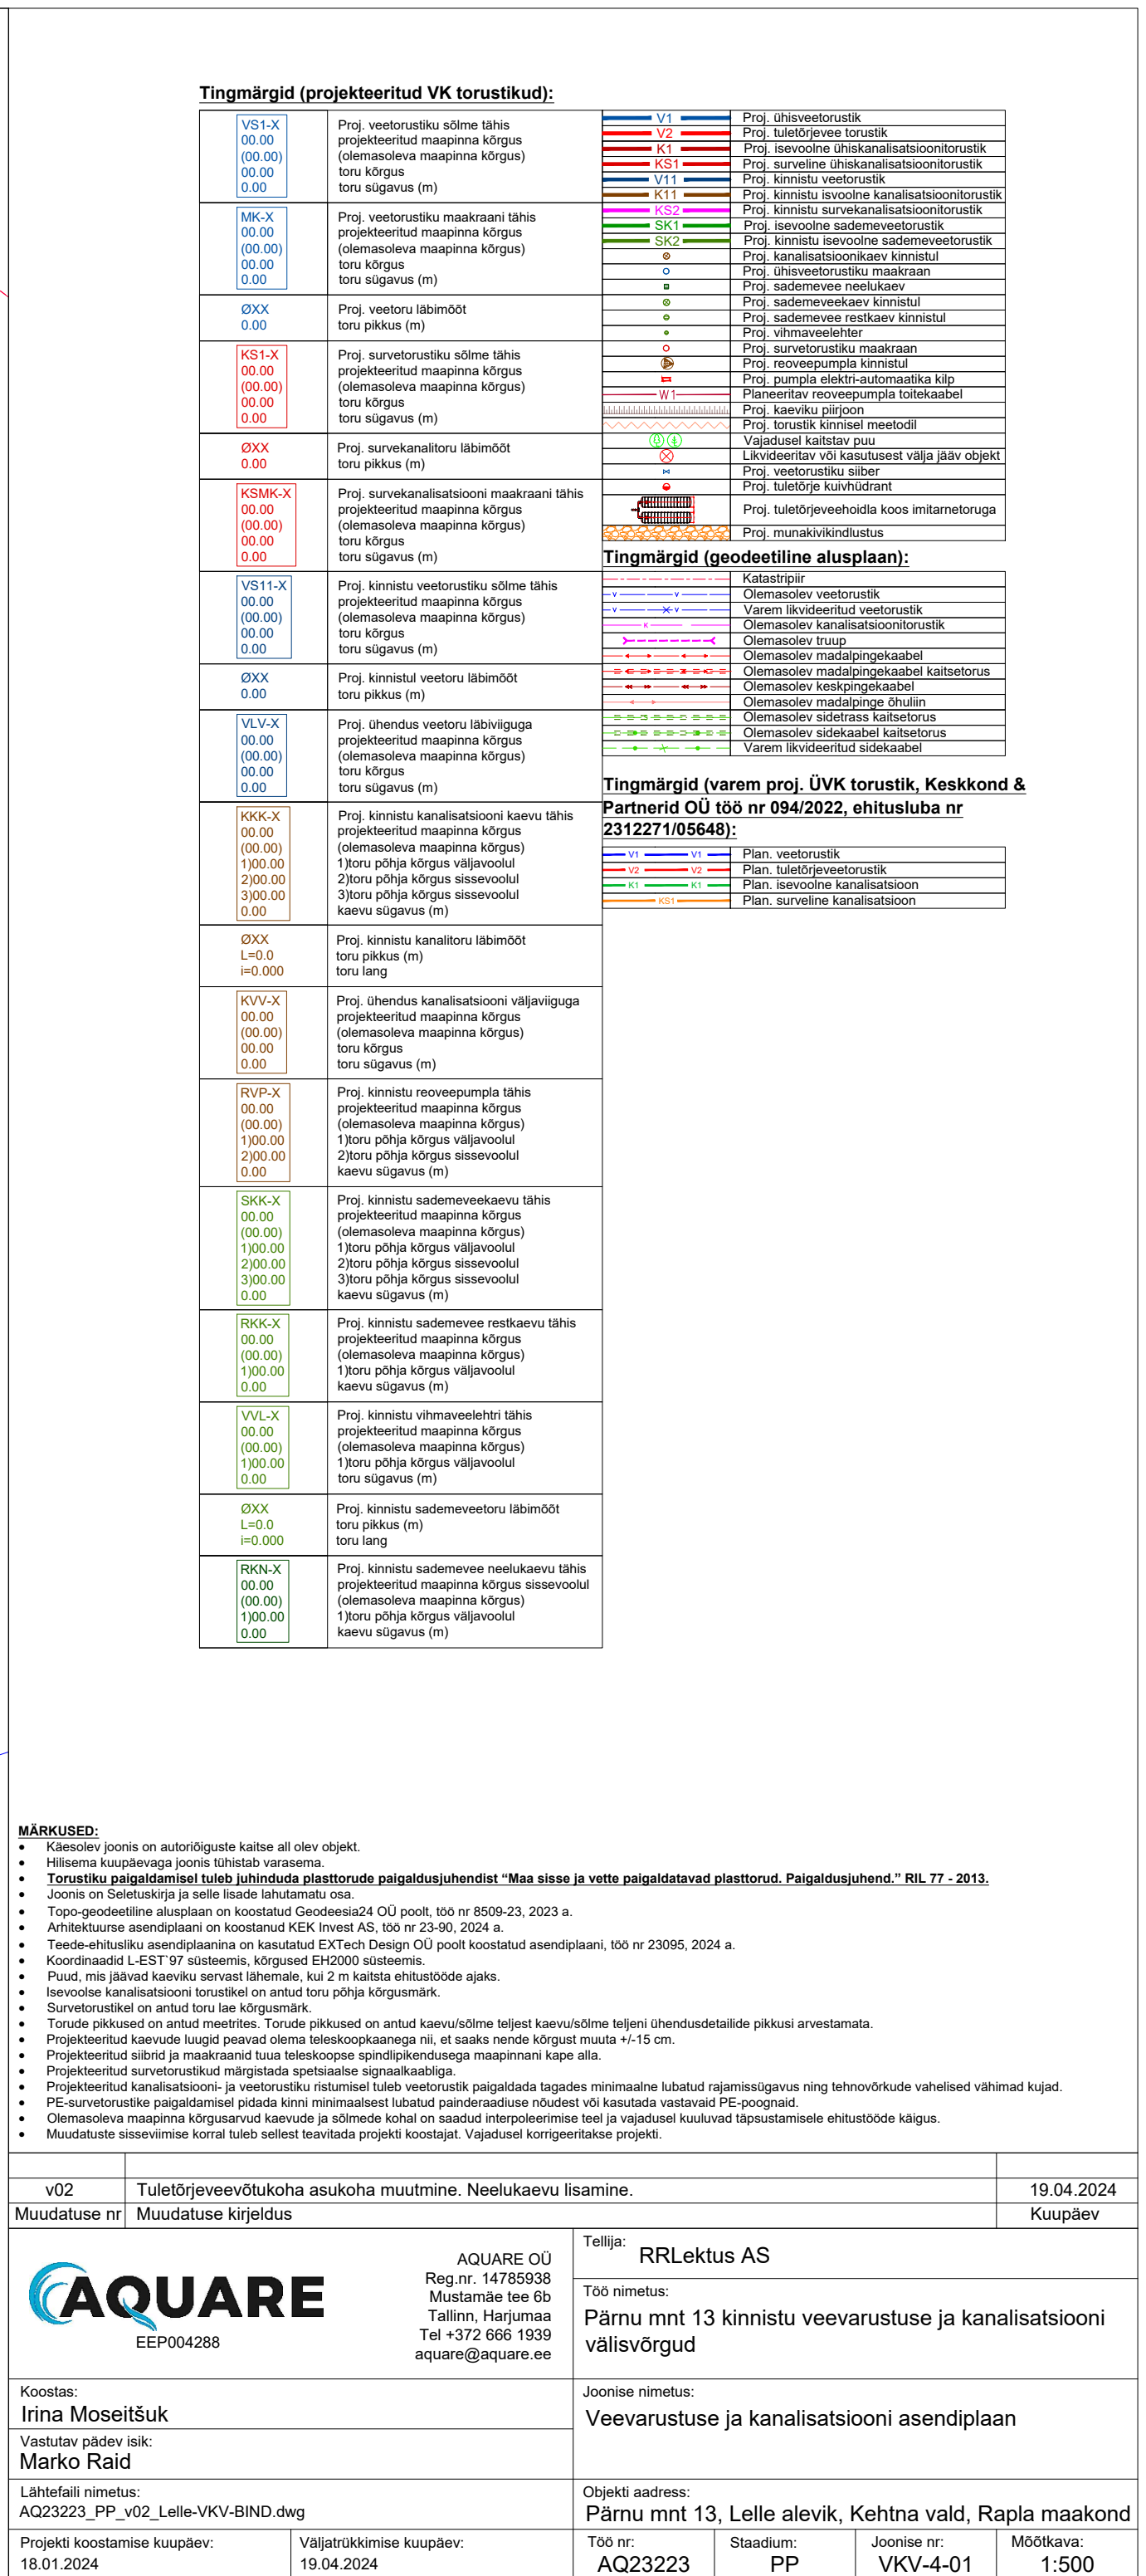 Tingmärgid (projekteeritud VK torustikud):
VS1-X
00.00
(00.00)
00.00
0.00
Proj. veetorustiku sõlme tähis
projekteeritud maapinna kõrgus
(olemasoleva maapinna kõrgus)
toru kõrgus
toru sügavus (m)
MK-X
00.00
(00.00)
00.00
0.00
Proj. veetorustiku maakraani tähis
projekteeritud maapinna kõrgus
(olemasoleva maapinna kõrgus)
toru kõrgus
toru sügavus (m)
ØXX
0.00
Proj. veetoru läbimõõt
toru pikkus (m)
KS1-X
00.00
(00.00)
00.00
0.00
Proj. survetorustiku sõlme tähis
projekteeritud maapinna kõrgus
(olemasoleva maapinna kõrgus)
toru kõrgus
toru sügavus (m)
ØXX
0.00
Proj. survekanalitoru läbimõõt
toru pikkus (m)
KSMK-X
00.00
(00.00)
00.00
0.00
Proj. survekanalisatsiooni maakraani tähis
projekteeritud maapinna kõrgus
(olemasoleva maapinna kõrgus)
toru kõrgus
toru sügavus (m)
VS11-X
00.00
(00.00)
00.00
0.00
Proj. kinnistu veetorustiku sõlme tähis
projekteeritud maapinna kõrgus
(olemasoleva maapinna kõrgus)
toru kõrgus
toru sügavus (m)
ØXX
0.00
Proj. kinnistul veetoru läbimõõt
toru pikkus (m)
VLV-X
00.00
(00.00)
00.00
0.00
Proj. ühendus veetoru läbiviiguga
projekteeritud maapinna kõrgus
(olemasoleva maapinna kõrgus)
toru kõrgus
toru sügavus (m)
KKK-X
00.00
(00.00)
1)00.00
2)00.00
3)00.00
0.00
Proj. kinnistu kanalisatsiooni kaevu tähis
projekteeritud maapinna kõrgus
(olemasoleva maapinna kõrgus)
1)toru põhja kõrgus väljavoolul
2)toru põhja kõrgus sissevoolul
3)toru põhja kõrgus sissevoolul
kaevu sügavus (m)
ØXX
L=0.0
i=0.000
Proj. kinnistu kanalitoru läbimõõt
toru pikkus (m)
toru lang
KVV-X
00.00
(00.00)
00.00
0.00
Proj. ühendus kanalisatsiooni väljaviiguga
projekteeritud maapinna kõrgus
(olemasoleva maapinna kõrgus)
toru kõrgus
toru sügavus (m)
RVP-X
00.00
(00.00)
1)00.00
2)00.00
0.00
Proj. kinnistu reoveepumpla tähis
projekteeritud maapinna kõrgus
(olemasoleva maapinna kõrgus)
1)toru põhja kõrgus väljavoolul
2)toru põhja kõrgus sissevoolul
kaevu sügavus (m)
SKK-X
00.00
(00.00)
1)00.00
2)00.00
3)00.00
0.00
Proj. kinnistu sademeveekaevu tähis
projekteeritud maapinna kõrgus
(olemasoleva maapinna kõrgus)
1)toru põhja kõrgus väljavoolul
2)toru põhja kõrgus sissevoolul
3)toru põhja kõrgus sissevoolul
kaevu sügavus (m)
RKK-X
00.00
(00.00)
1)00.00
0.00
Proj. kinnistu sademevee restkaevu tähis
projekteeritud maapinna kõrgus
(olemasoleva maapinna kõrgus)
1)toru põhja kõrgus väljavoolul
kaevu sügavus (m)
VVL-X
00.00
(00.00)
1)00.00
0.00
Proj. kinnistu vihmaveelehtri tähis
projekteeritud maapinna kõrgus
(olemasoleva maapinna kõrgus)
1)toru põhja kõrgus väljavoolul
toru sügavus (m)
ØXX
L=0.0
i=0.000
Proj. kinnistu sademeveetoru läbimõõt
toru pikkus (m)
toru lang
RKN-X
00.00
(00.00)
1)00.00
0.00
Proj. kinnistu sademevee neelukaevu tähis
projekteeritud maapinna kõrgus sissevoolul
(olemasoleva maapinna kõrgus)
1)toru põhja kõrgus väljavoolul
kaevu sügavus (m)
V1 Proj. ühisveetorustik
V2 Proj. tuletõrjevee torustik
K1 Proj. isevoolne ühiskanalisatsioonitorustik
KS1 Proj. surveline ühiskanalisatsioonitorustik
V11 Proj. kinnistu veetorustik
K11 Proj. kinnistu isvoolne kanalisatsioonitorustik
KS2 Proj. kinnistu survekanalisatsioonitorustik
SK1 Proj. isevoolne sademeveetorustik
SK2 Proj. kinnistu isevoolne sademeveetorustik
Proj. kanalisatsioonikaev kinnistul
Proj. ühisveetorustiku maakraan
Proj. sademevee neelukaev
Proj. sademeveekaev kinnistul
Proj. sademevee restkaev kinnistul
Proj. vihmaveelehter
Proj. survetorustiku maakraan
Proj. reoveepumpla kinnistul
Proj. pumpla elektri-automaatika kilp
W1 Planeeritav reoveepumpla toitekaabel
Proj. kaeviku piirjoon
Proj. torustik kinnisel meetodil
Vajadusel kaitstav puu
Likvideeritav või kasutusest välja jääv objekt
Proj. veetorustiku siiber
Proj. tuletõrje kuivhüdrant
Proj. tuletõrjeveehoidla koos imitarnetoruga
Proj. munakivikindlustus
Tingmärgid (geodeetiline alusplaan):
Katastripiir
v v Olemasolev veetorustik
v v Varem likvideeritud veetorustik
K Olemasolev kanalisatsioonitorustik
Olemasolev truup
Olemasolev madalpingekaabel
Olemasolev madalpingekaabel kaitsetorus
Olemasolev keskpingekaabel
Olemasolev madalpinge õhuliin
Olemasolev sidetrass kaitsetorus
Olemasolev sidekaabel kaitsetorus
Varem likvideeritud sidekaabel
Tingmärgid (varem proj. ÜVK torustik, Keskkond &
Partnerid OÜ töö nr 094/2022, ehitusluba nr
2312271/05648):
V1 V1 Plan. veetorustik
V2 V2 Plan. tuletõrjeveetorustik
K1 K1 Plan. isevoolne kanalisatsioon
KS1 Plan. surveline kanalisatsioon
MÄRKUSED:
• Käesolev joonis on autoriõiguste kaitse all olev objekt.
• Hilisema kuupäevaga joonis tühistab varasema.
• Torustiku paigaldamisel tuleb juhinduda plasttorude paigaldusjuhendist “Maa sisse ja vette paigaldatavad plasttorud. Paigaldusjuhend.” RIL 77 - 2013.
• Joonis on Seletuskirja ja selle lisade lahutamatu osa.
• Topo-geodeetiline alusplaan on koostatud Geodeesia24 OÜ poolt, töö nr 8509-23, 2023 a.
• Arhitektuurse asendiplaani on koostanud KEK Invest AS, töö nr 23-90, 2024 a.
• Teede-ehitusliku asendiplaanina on kasutatud EXTech Design OÜ poolt koostatud asendiplaani, töö nr 23095, 2024 a.
• Koordinaadid L-EST`97 süsteemis, kõrgused EH2000 süsteemis.
• Puud, mis jäävad kaeviku servast lähemale, kui 2 m kaitsta ehitustööde ajaks.
• Isevoolse kanalisatsiooni torustikel on antud toru põhja kõrgusmärk.
• Survetorustikel on antud toru lae kõrgusmärk.
• Torude pikkused on antud meetrites. Torude pikkused on antud kaevu/sõlme teljest kaevu/sõlme teljeni ühendusdetailide pikkusi arvestamata.
• Projekteeritud kaevude luugid peavad olema teleskoopkaanega nii, et saaks nende kõrgust muuta +/-15 cm.
• Projekteeritud siibrid ja maakraanid tuua teleskoopse spindlipikendusega maapinnani kape alla.
• Projekteeritud survetorustikud märgistada spetsiaalse signaalkaabliga.
• Projekteeritud kanalisatsiooni- ja veetorustiku ristumisel tuleb veetorustik paigaldada tagades minimaalne lubatud rajamissügavus ning tehnovõrkude vahelised vähimad kujad.
• PE-survetorustike paigaldamisel pidada kinni minimaalsest lubatud painderaadiuse nõudest või kasutada vastavaid PE-poognaid.
• Olemasoleva maapinna kõrgusarvud kaevude ja sõlmede kohal on saadud interpoleerimise teel ja vajadusel kuuluvad täpsustamisele ehitustööde käigus.
• Muudatuste sisseviimise korral tuleb sellest teavitada projekti koostajat. Vajadusel korrigeeritakse projekti.
v02 Tuletõrjeveevõtukoha asukoha muutmine. Neelukaevu lisamine. 19.04.2024
Muudatuse nr Muudatuse kirjeldus Kuupäev
AQUARE
EEP004288
AQUARE OÜ
Reg.nr. 14785938
Mustamäe tee 6b
Tallinn, Harjumaa
Tel +372 666 1939
aquare@aquare.ee
Tellija:
RRLektus AS
Töö nimetus:
Pärnu mnt 13 kinnistu veevarustuse ja kanalisatsiooni
välisvõrgud
Koostas:
Irina Moseitšuk
Vastutav pädev isik:
Marko Raid
Joonise nimetus:
Veevarustuse ja kanalisatsiooni asendiplaan
Lähtefaili nimetus:
AQ23223_PP_v02_Lelle-VKV-BIND.dwg
Objekti aadress:
Pärnu mnt 13, Lelle alevik, Kehtna vald, Rapla maakond
Projekti koostamise kuupäev:
18.01.2024
Väljatrükkimise kuupäev:
19.04.2024
Töö nr:
AQ23223
Staadium:
PP
Joonise nr:
VKV-4-01
Mõõtkava:
1:500